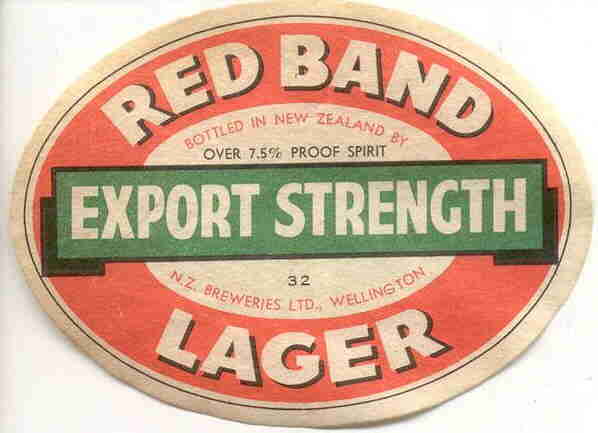 RED BAND
BOTTLED IN NEW ZEALAND BY
OVER 7.5% PROOF SPIRIT
EXPORT STRENGTH
32
N.Z. BREWERIES LTD., WELLINGTON
LAGER